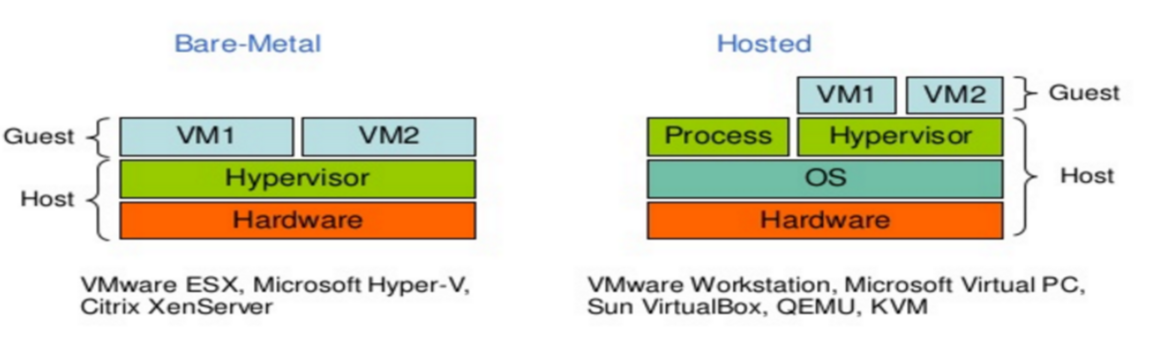 Bare-Metal
Guest
VM1
VM2
Host
Hypervisor
Hardware
VMware ESX, Microsoft Hyper-V,
Citrix XenServer
Hosted
VM1
VM2
Guest
Process
Hypervisor
OS
Host
Hardware
VMware Workstation, Microsoft Virtual PC,
Sun VirtualBox, QEMU, KVM